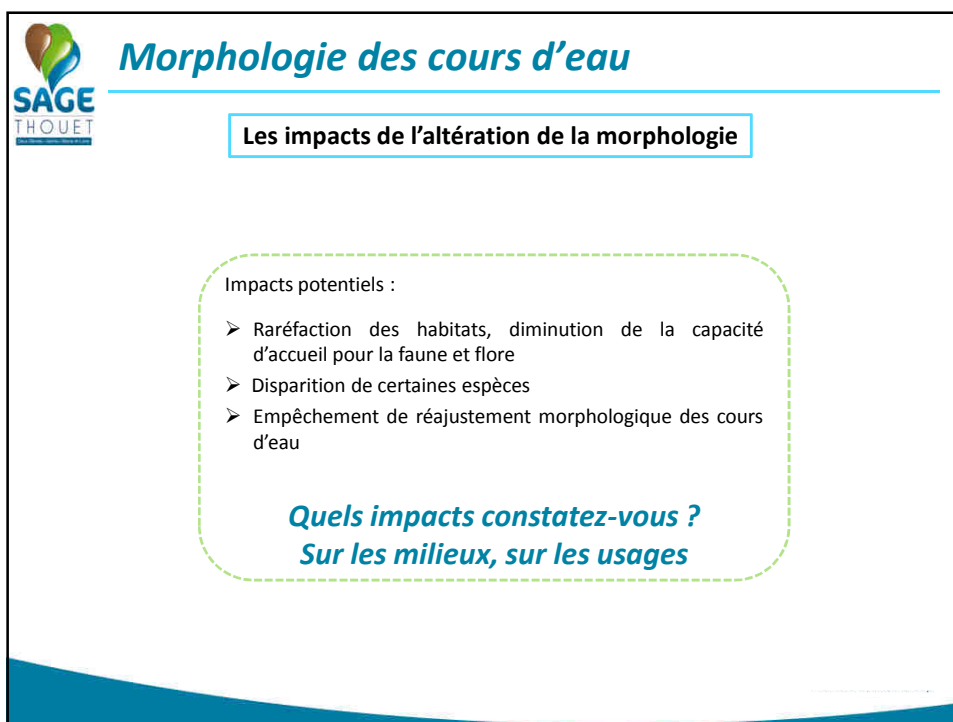 Morphologie des cours d'eau
SAGE
THOUET
Les impacts de l'altération de la morphologie
Impacts potentiels :
➢ Raréfaction des habitats, diminution de la capacité
d'accueil pour la faune et flore
➢ Disparition de certaines espèces
➢ Empêchement de réajustement morphologique des cours
d'eau
Quels impacts constatez-vous ?
Sur les milieux, sur les usages